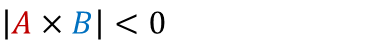 |A × B| < 0